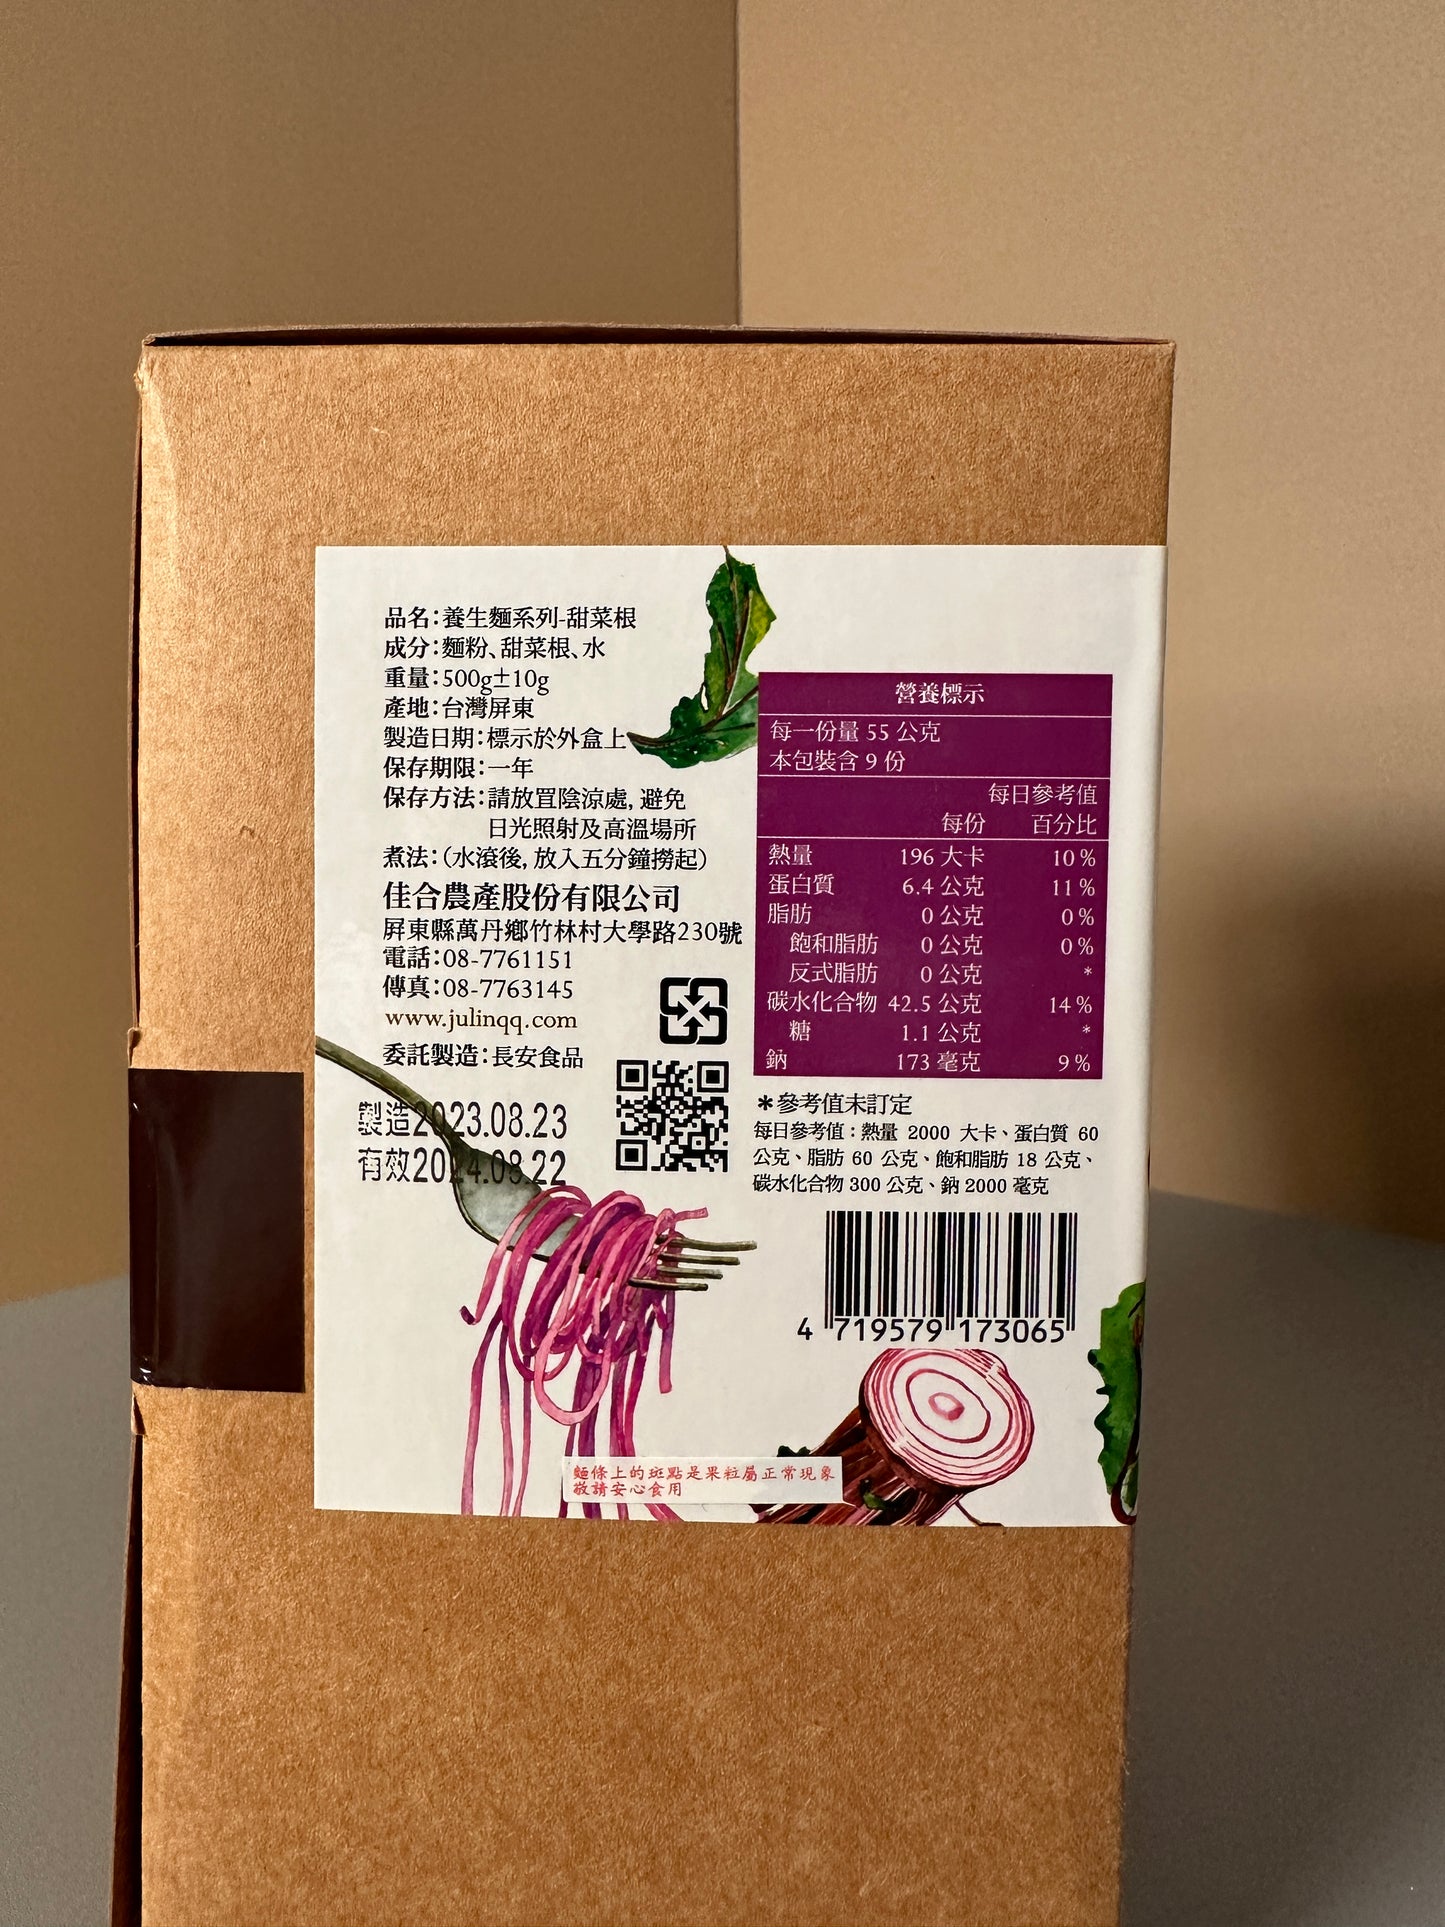 品名：養生麵系列-甜菜根
成分：麵粉、甜菜根、水
重量：500g±10g
產地：台灣屏東
製造日期：標示於外盒上
保存期限：一年
保存方法：請放置陰涼處, 避免
日光照射及高溫場所
煮法：(水滾後, 放入五分鐘撈起)
佳合農產股份有限公司
屏東縣萬丹鄉竹林村大學路230號
電話：08-7761151
傳真：08-7763145
www.julinqq.com
委託製造：長安食品
製造2023.08.23
有效2024.08.22
營養標示
每一份量 55 公克
本包裝含 9 份
每日參考值
每份 百分比
熱量 196 大卡 10%
蛋白質 6.4 公克 11%
脂肪 0 公克 0%
飽和脂肪 0 公克 0%
反式脂肪 0 公克 *
碳水化合物 42.5 公克 14%
糖 1.1 公克 *
鈉 173 毫克 9%
＊參考值未訂定
每日參考值：熱量 2000 大卡、蛋白質 60
公克、脂肪 60 公克、飽和脂肪 18 公克、
碳水化合物 300 公克、鈉 2000 毫克
4 719579 173065
麵條上的斑點是果粒屬正常現象
敬請安心食用